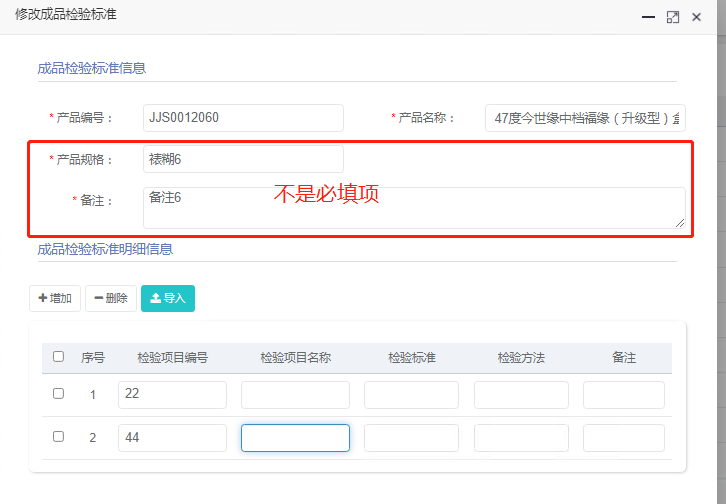 修改成品检验标准
成品检验标准信息
* 产品编号： JJS0012060 * 产品名称： 47度今世缘中档福缘（升级型）盒
* 产品规格： 裱糊6
* 备注： 备注6
不是必填项
成品检验标准明细信息
增加 删除 导入
序号 检验项目编号 检验项目名称 检验标准 检验方法 备注
1 22
2 44